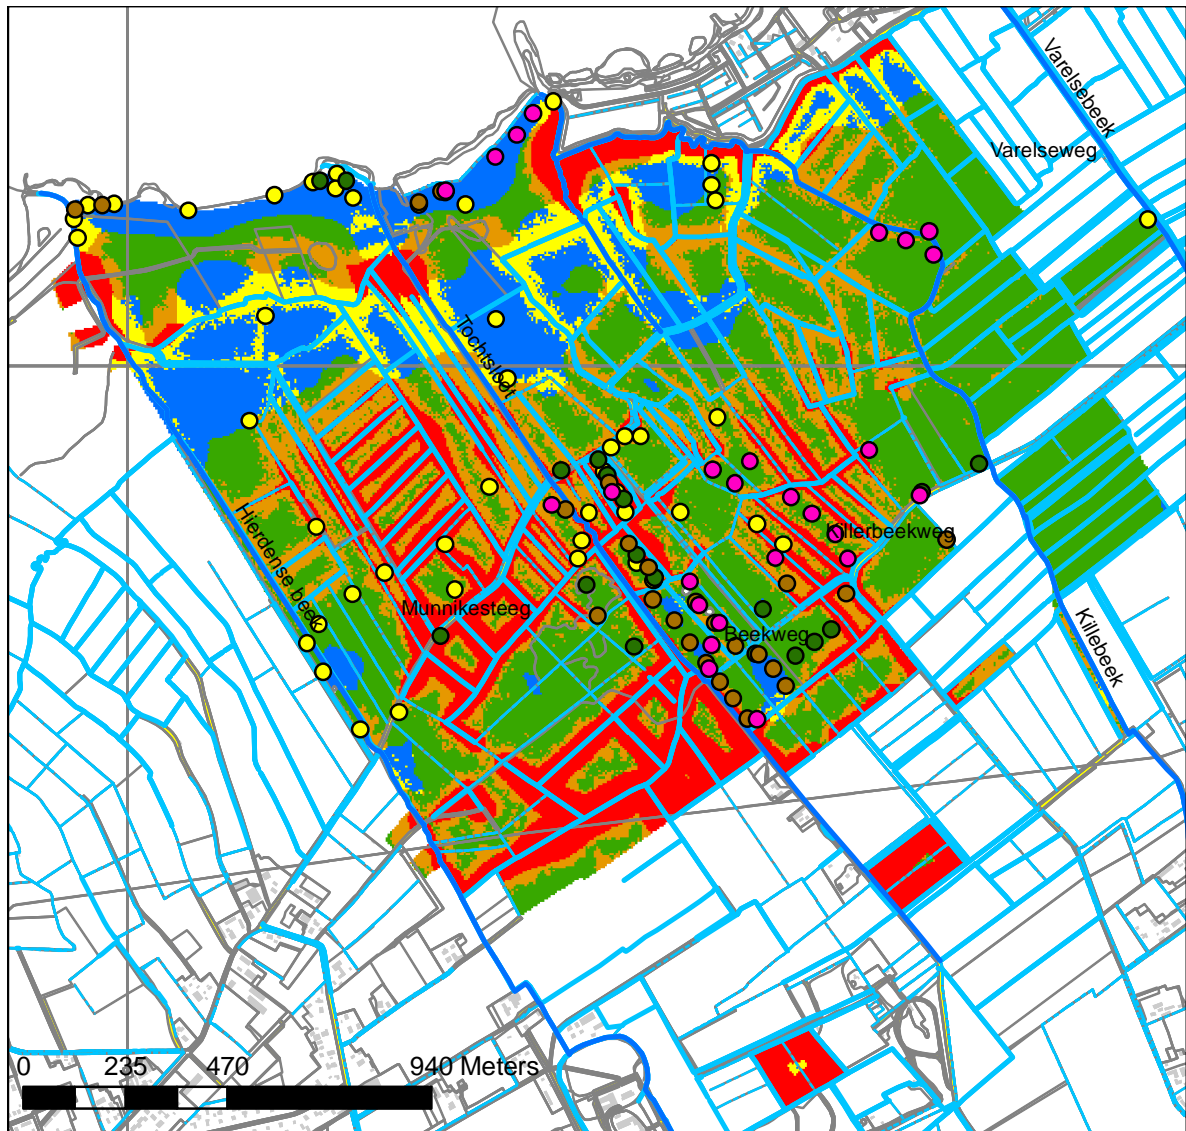 Varelsebeek
Varelseweg
Tochtsloot
Hierdense beek
Killerbeekweg
Munnikesteeg
Beekweg
Killebeek
0 235 470 940 Meters